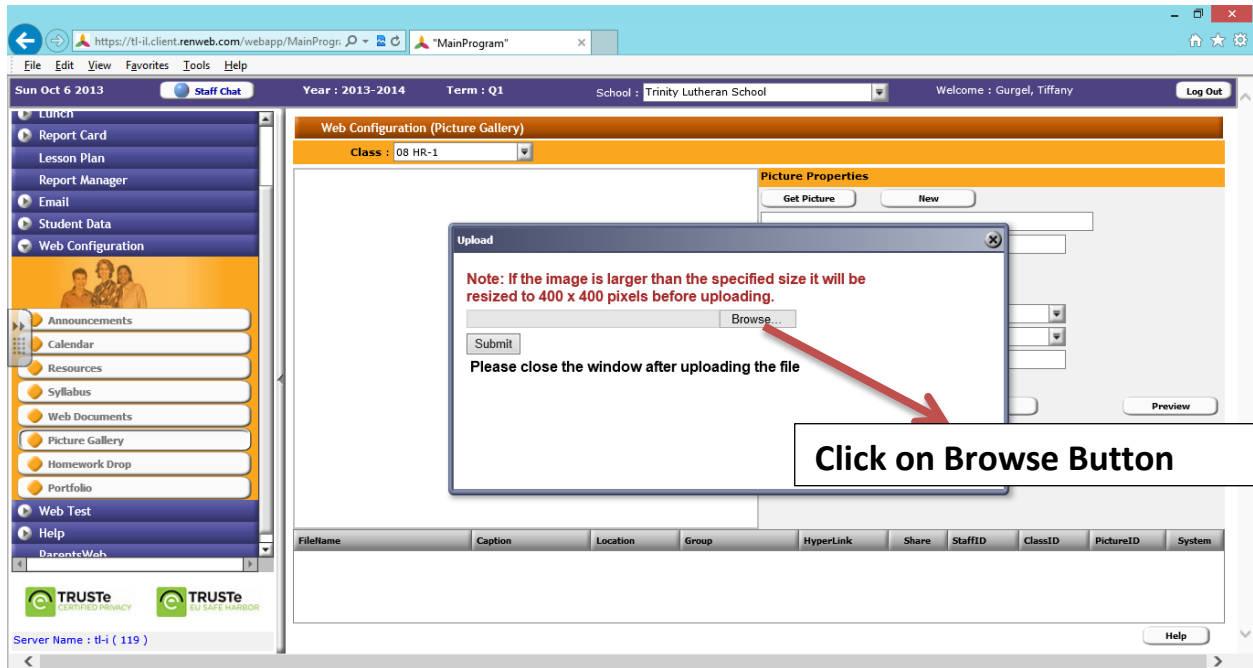 https://tl-il.client.renweb.com/webapp/MainProgr
"MainProgram"
File Edit View Favorites Tools Help
Sun Oct 6 2013 Staff Chat Year : 2013-2014 Term : Q1 School : Trinity Lutheran School Welcome : Gurgel, Tiffany Log Out
Lunch
Report Card
Lesson Plan
Report Manager
Email
Student Data
Web Configuration
Announcements
Calendar
Resources
Syllabus
Web Documents
Picture Gallery
Homework Drop
Portfolio
Web Test
Help
ParentsWeb
TRUSTe
CERTIFIED PRIVACY
TRUSTe
EU SAFE HARBOR
Server Name : tl-i ( 119 )
Web Configuration (Picture Gallery)
Class : 08 HR-1
Picture Properties
Get Picture New
Upload
Note: If the image is larger than the specified size it will be
resized to 400 x 400 pixels before uploading.
Browse...
Submit
Please close the window after uploading the file
Preview
Click on Browse Button
FileName Caption Location Group HyperLink Share StaffID ClassID PictureID System
Help